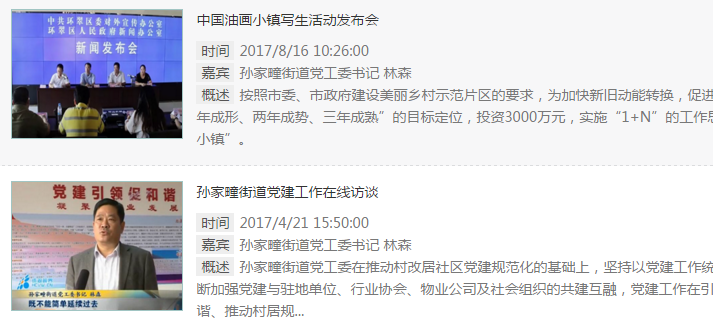 中共环翠区委对外宣传办公室
环翠区人民政府新闻办公室
新闻发布会
中国油画小镇写生活动发布会
时间 2017/8/16 10:26:00
嘉宾 孙家疃街道党工委书记 林森
概述 按照市委、市政府建设美丽乡村示范片区的要求，为加快新旧动能转换，促进
年成形、两年成势、三年成熟”的目标定位，投资3000万元，实施“1+N”的工作思
小镇”。
党建引领促和谐
凝聚 发展
孙家疃街道党工委书记 林森
既不能简单延续过去
孙家疃街道党建工作在线访谈
时间 2017/4/21 15:50:00
嘉宾 孙家疃街道党工委书记 林森
概述 孙家疃街道党工委在推动村改居社区党建规范化的基础上，坚持以党建工作统
断加强党建与驻地单位、行业协会、物业公司及社会组织的共建互融，党建工作在引
谐、推动村居规...